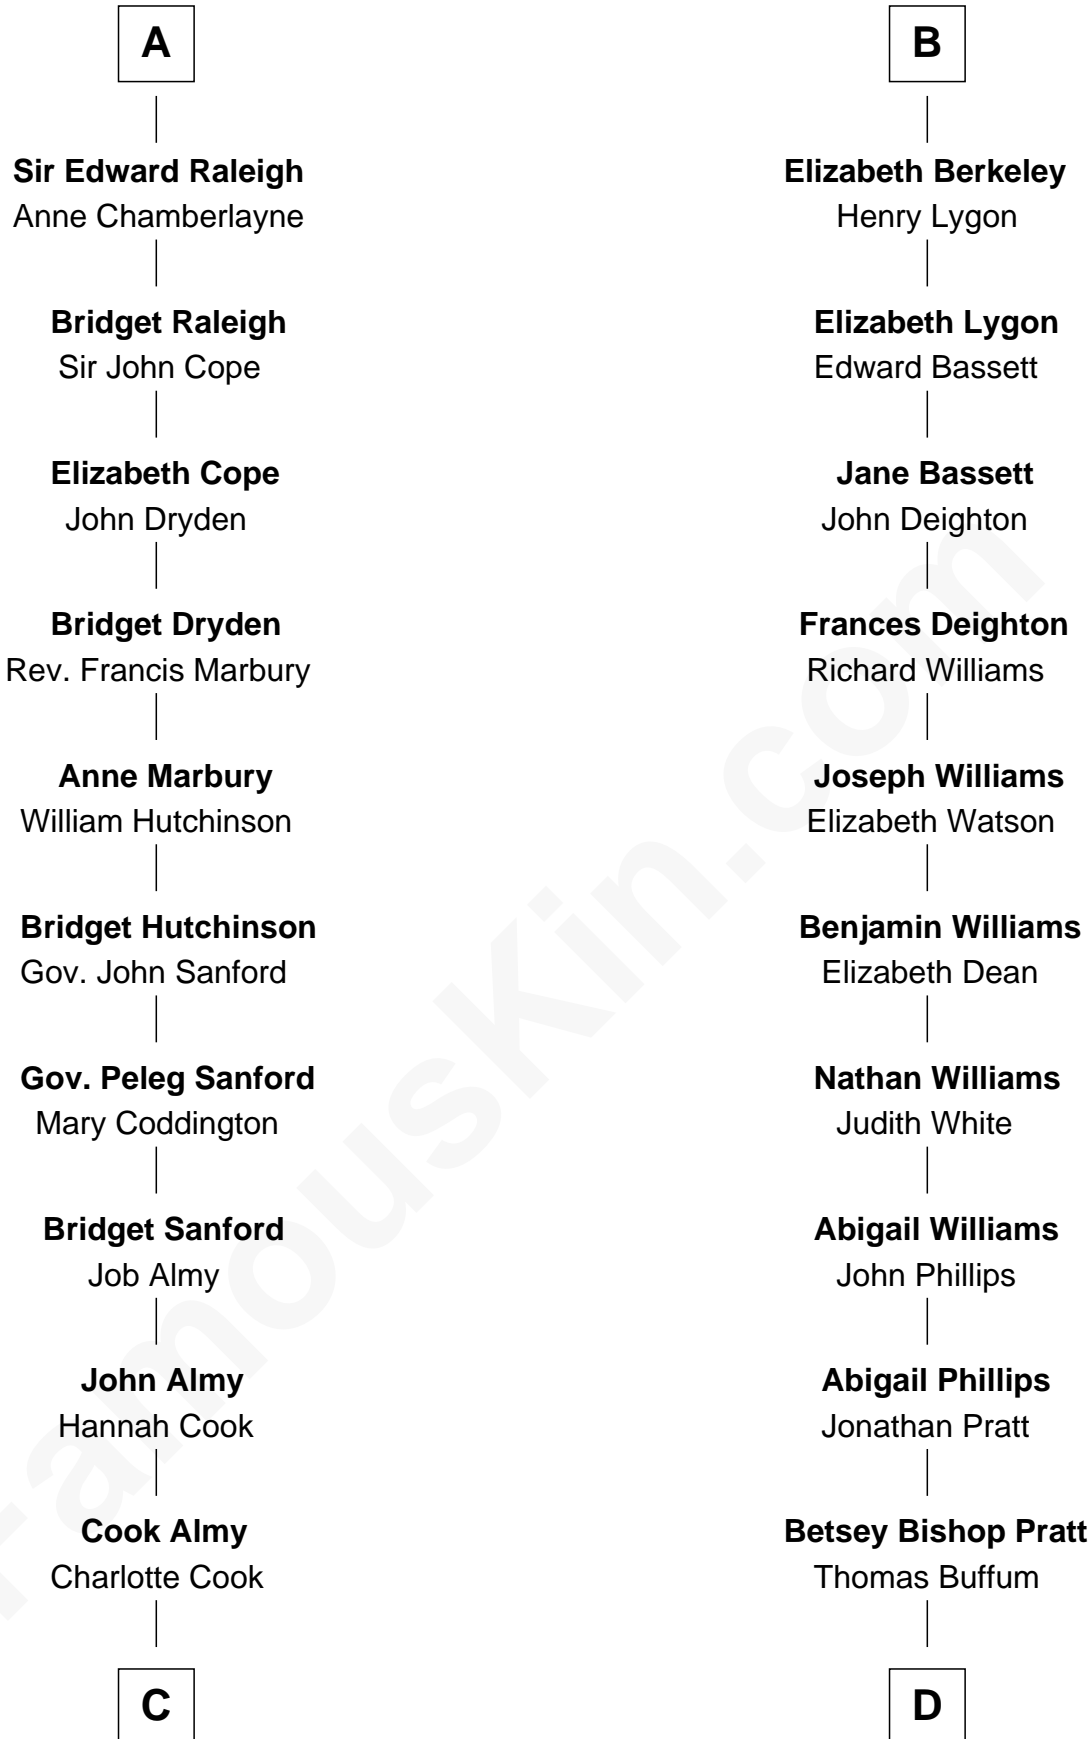 A
Sir Edward Raleigh
Anne Chamberlayne
Bridget Raleigh
Sir John Cope
Elizabeth Cope
John Dryden
Bridget Dryden
Rev. Francis Marbury
Anne Marbury
William Hutchinson
Bridget Hutchinson
Gov. John Sanford
Gov. Peleg Sanford
Mary Coddington
Bridget Sanford
Job Almy
John Almy
Hannah Cook
Cook Almy
Charlotte Cook
C
B
Elizabeth Berkeley
Henry Lygon
Elizabeth Lygon
Edward Bassett
Jane Bassett
John Deighton
Frances Deighton
Richard Williams
Joseph Williams
Elizabeth Watson
Benjamin Williams
Elizabeth Dean
Nathan Williams
Judith White
Abigail Williams
John Phillips
Abigail Phillips
Jonathan Pratt
Betsey Bishop Pratt
Thomas Buffum
D
FamousKin.com